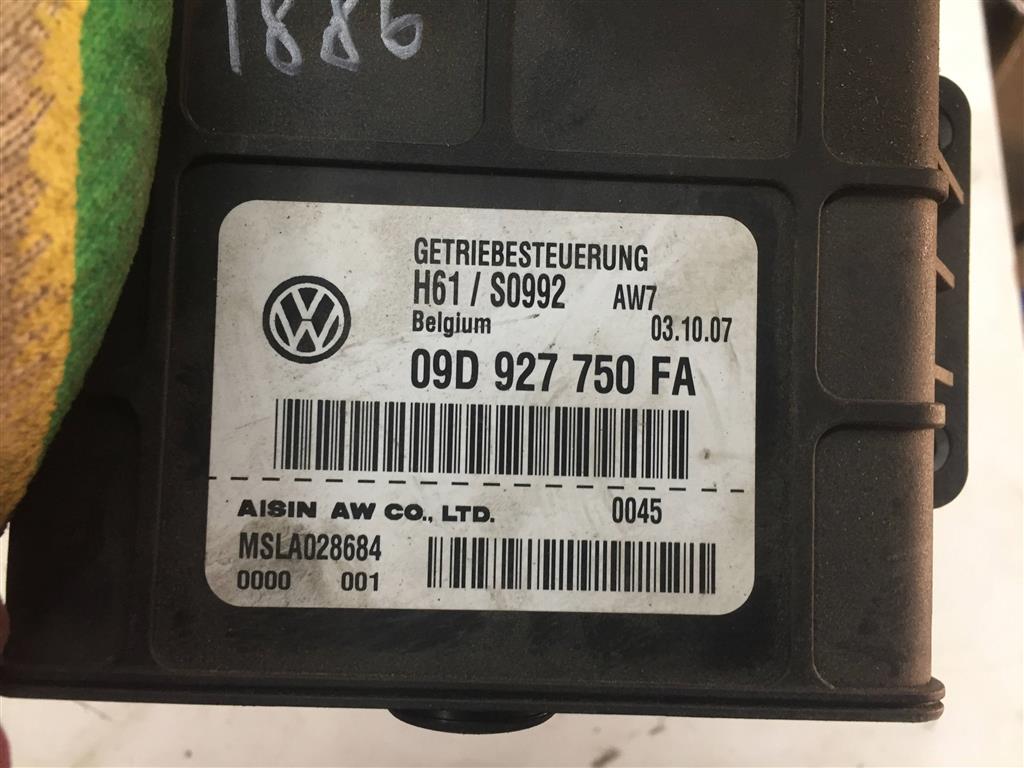 1886
GETRIEBESTEUERUNG
H61 / S0992 AW7
Belgium 03.10.07
09D 927 750 FA
AISIN AW CO., LTD. 0045
MSLA028684
0000 001